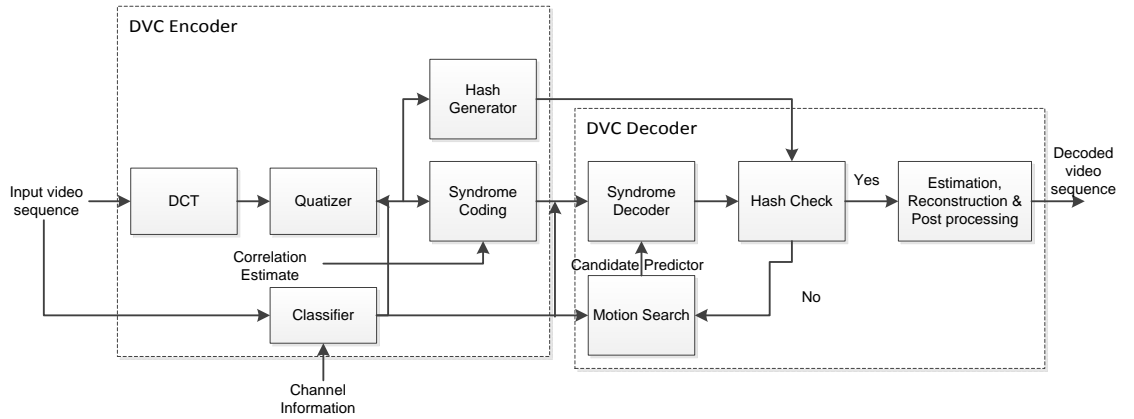 DVC Encoder
Hash
Generator
DVC Decoder
Input video
sequence
DCT
Quatizer
Syndrome
Coding
Syndrome
Decoder
Hash Check
Yes
Estimation,
Reconstruction &
Post processing
Decoded
video
sequence
Correlation
Estimate
Candidate Predictor
Classifier
Motion Search
No
Channel
Information